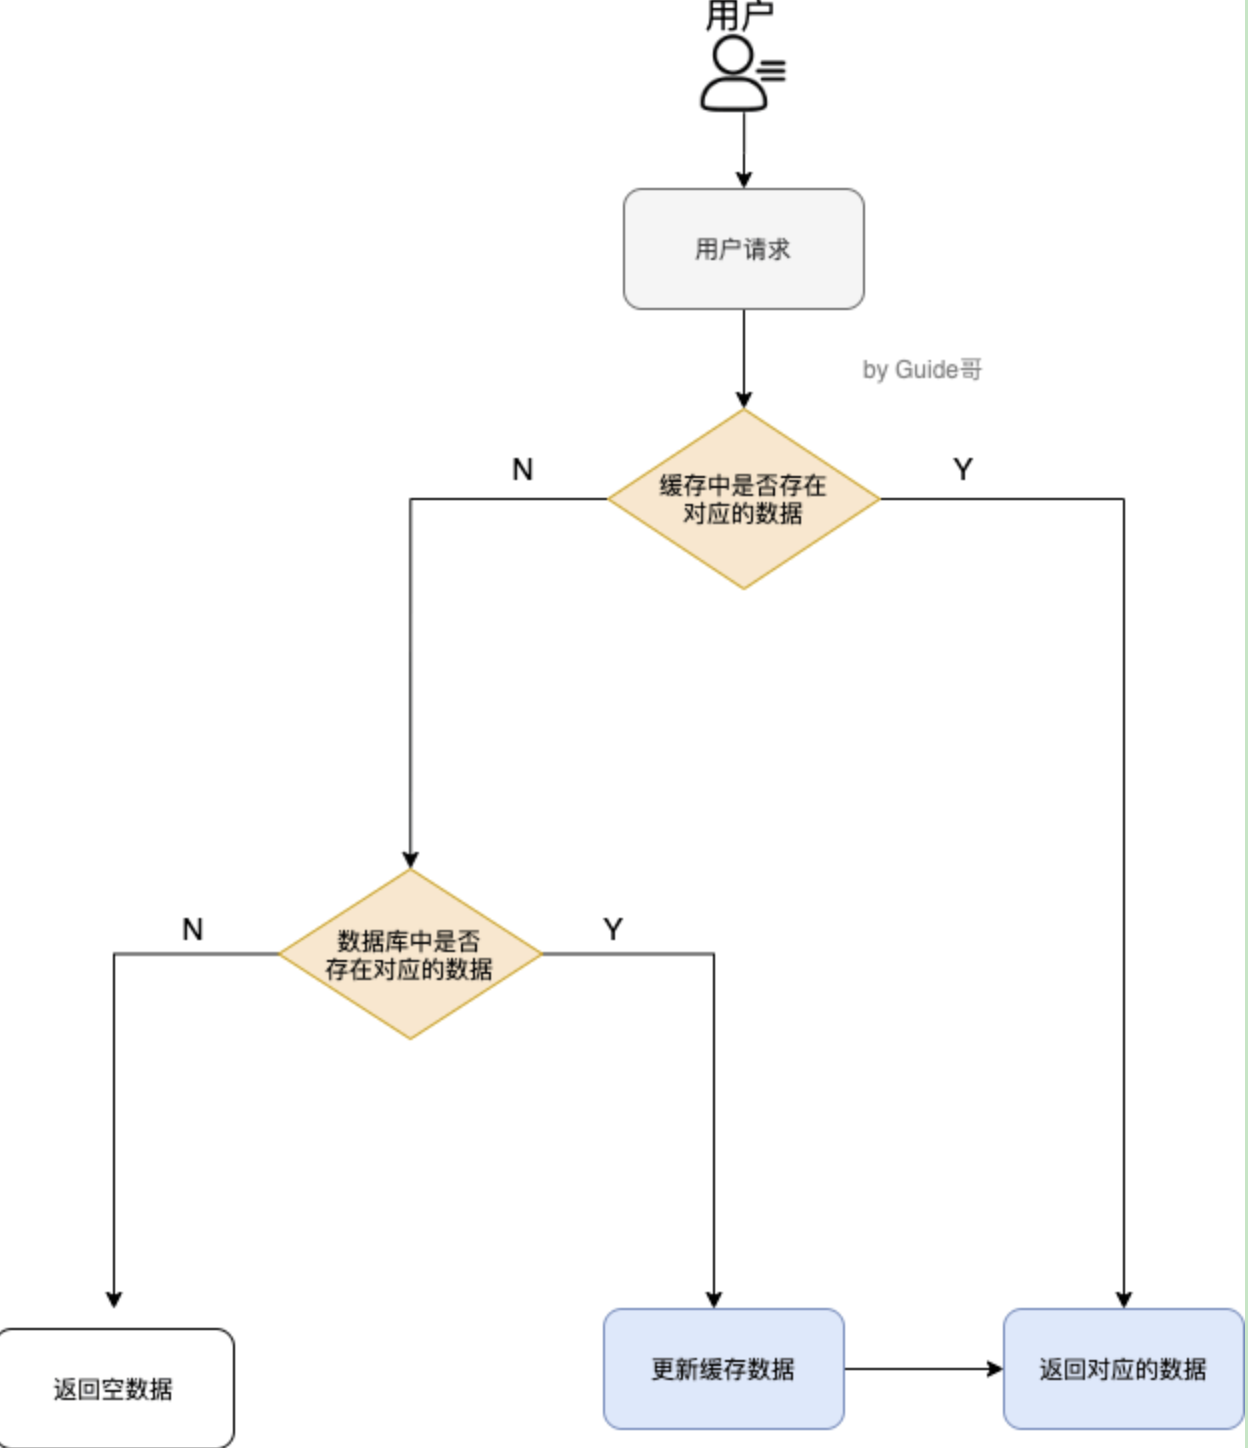 用户
用户请求
by Guide哥
N
缓存中是否存在
对应的数据
Y
N
数据库中是否
存在对应的数据
Y
返回空数据
更新缓存数据
返回对应的数据